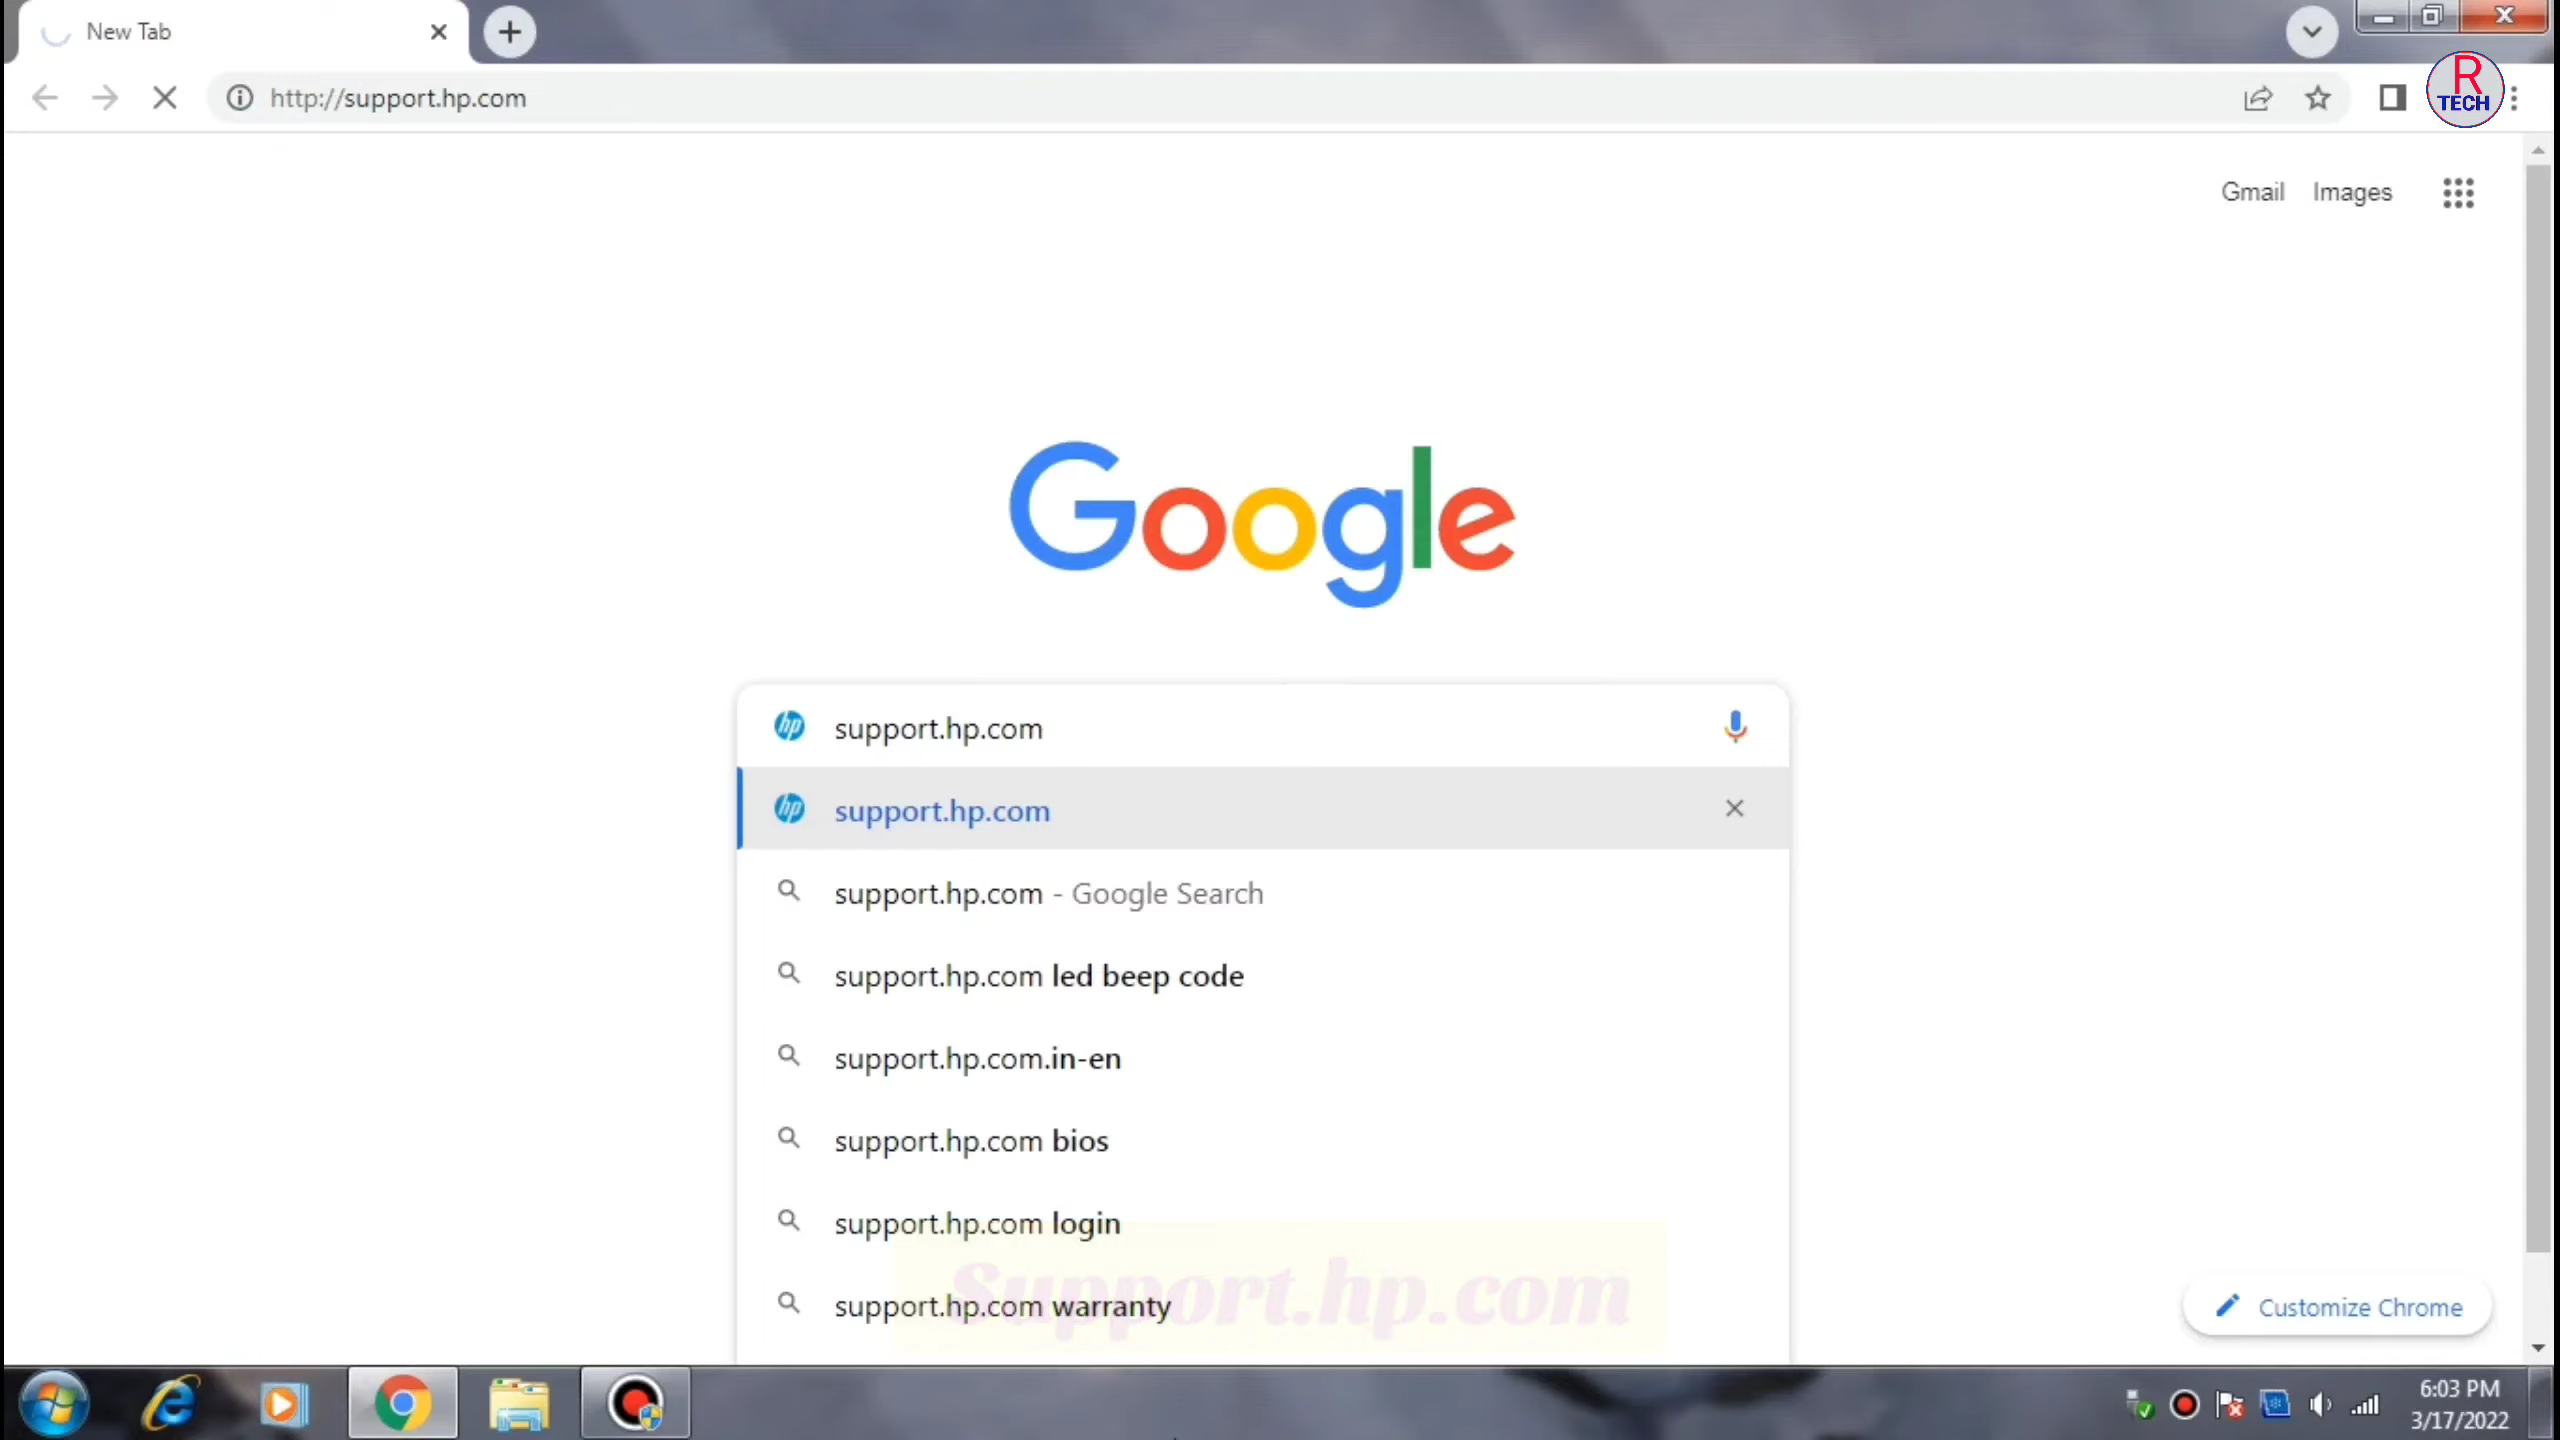 New Tab
http://support.hp.com
R
TECH
Gmail Images
Google
hp support.hp.com
hp support.hp.com
support.hp.com - Google Search
support.hp.com led beep code
support.hp.com.in-en
support.hp.com bios
support.hp.com login
Support.hp.com
support.hp.com warranty
Customize Chrome
6:03 PM
3/17/2022